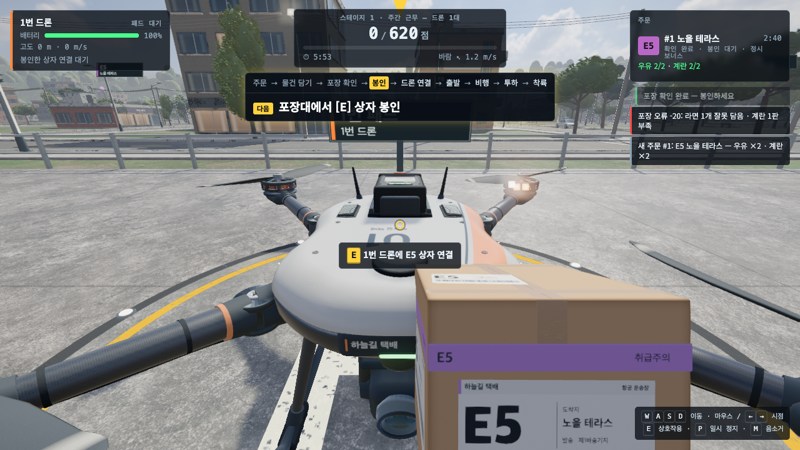 1번 드론
패드 대기
배터리
100%
고도 0 m · 0 m/s
봉인한 상자 연결 대기
스테이지 1 · 주간 근무 — 드론 1대
0 / 620점
5:53
바람 ↖ 1.2 m/s
주문 → 물건 담기 → 포장 확인 → 봉인 → 드론 연결 → 출발 → 비행 → 투하 → 착륙
다음 포장대에서 [E] 상자 봉인
1번 드론
주문
E5
#1 노을 테라스
2:40
확인 완료 · 봉인 대기 · 정시 보너스
우유 2/2 · 계란 2/2
포장 확인 완료 — 봉인하세요
포장 오류 -20: 라면 1개 잘못 담음 · 계란 1판
부족
새 주문 #1: E5 노을 테라스 — 우유 ×2 · 계란
×2
E 1번 드론에 E5 상자 연결
하늘길 택배
E5
E5
취급주의
하늘길 택배
E5
도착지
노을 테라스
W A S D 이동 · 마우스 / ← → 시점
E 상호작용 · P 일시 정지 · M 음소거